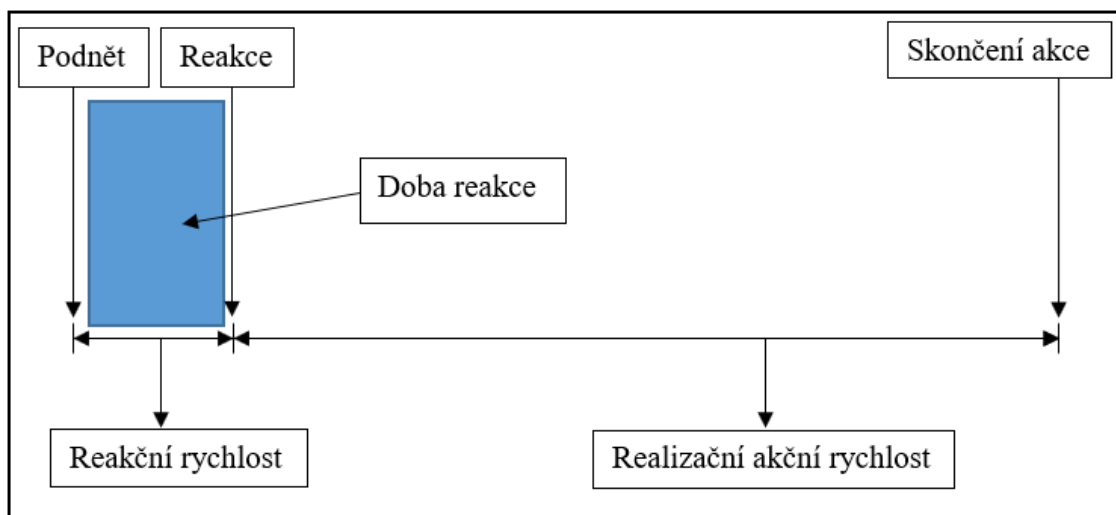 Podnět
Reakce
Skončení akce
Doba reakce
Reakční rychlost
Realizační akční rychlost